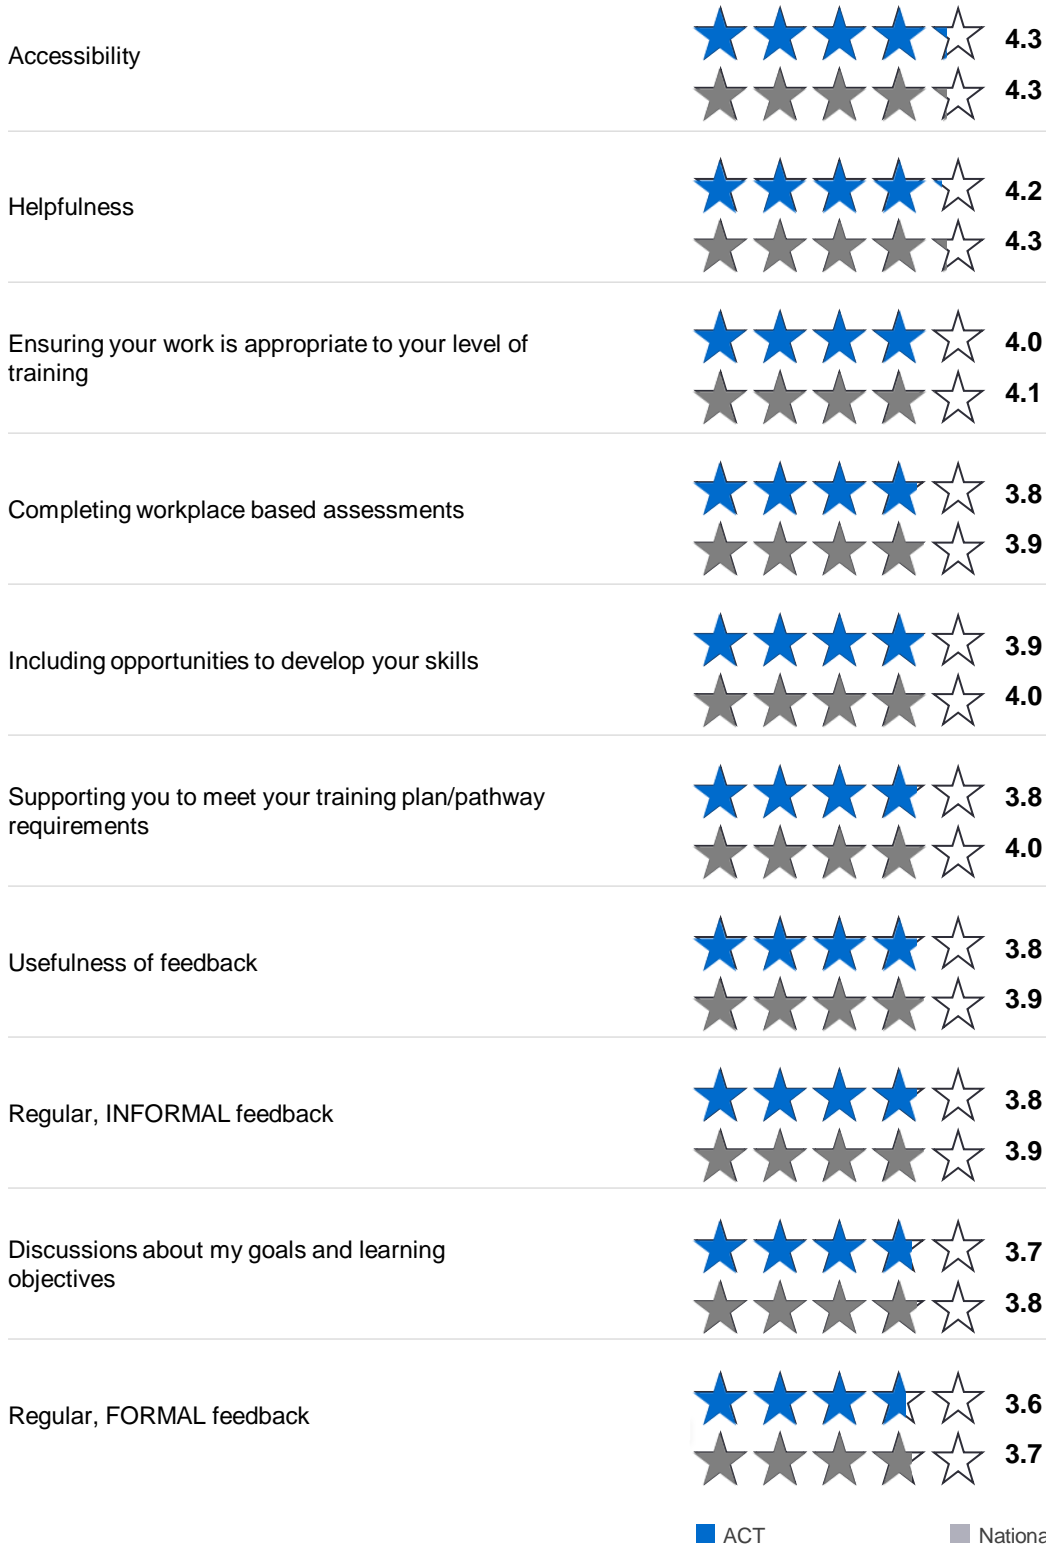 Accessibility
4.3
4.3
Helpfulness
4.2
4.3
Ensuring your work is appropriate to your level of
training
4.0
4.1
Completing workplace based assessments
3.8
3.9
Including opportunities to develop your skills
3.9
4.0
Supporting you to meet your training plan/pathway
requirements
3.8
4.0
Usefulness of feedback
3.8
3.9
Regular, INFORMAL feedback
3.8
3.9
Discussions about my goals and learning
objectives
3.7
3.8
Regular, FORMAL feedback
3.6
3.7
ACT